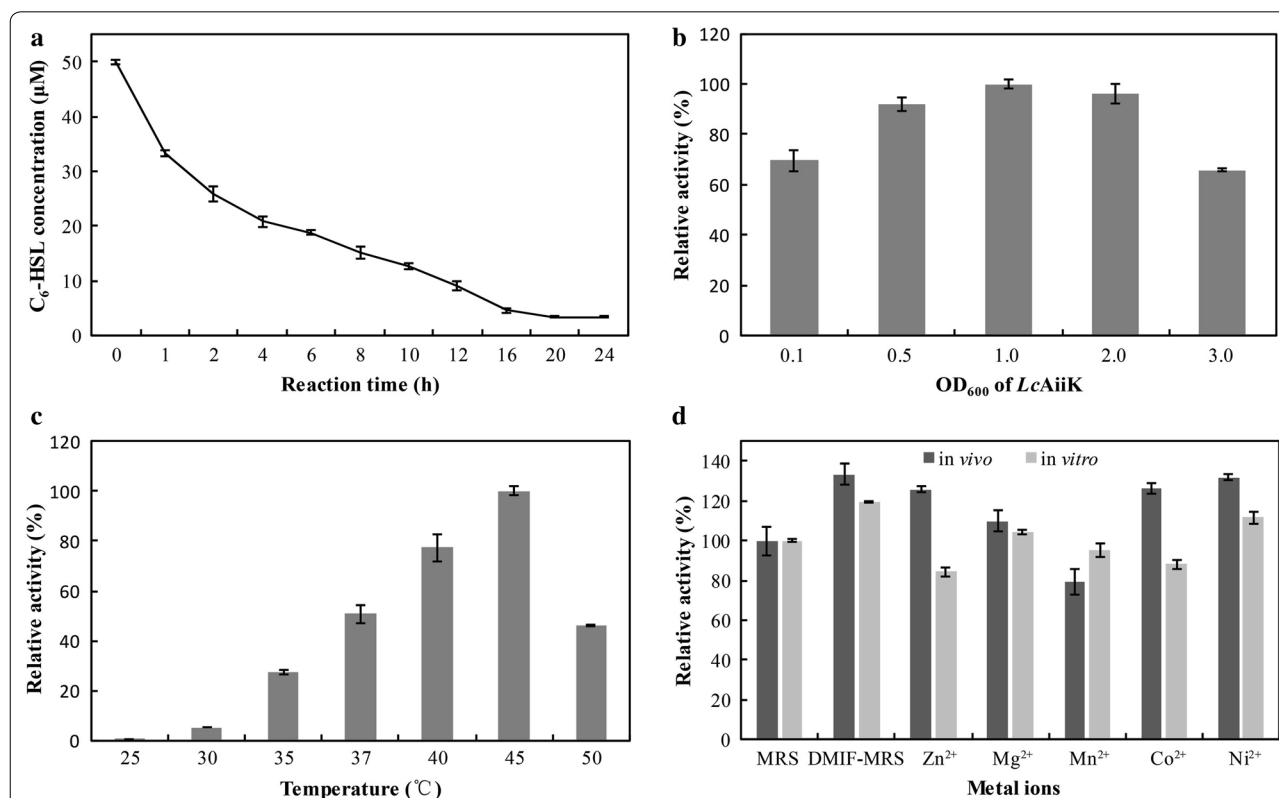 a
C₆-HSL concentration (µM)
50
40
30
20
10
0
0 1 2 4 6 8 10 12 16 20 24
Reaction time (h)
b
Relative activity (%)
120
100
80
60
40
20
0
0.1 0.5 1.0 2.0 3.0
OD₆₀₀ of LcAiiK
c
Relative activity (%)
120
100
80
60
40
20
0
25 30 35 37 40 45 50
Temperature (℃)
d
in vivo in vitro
Relative activity (%)
140
120
100
80
60
40
20
0
MRS DMIF-MRS Zn²⁺ Mg²⁺ Mn²⁺ Co²⁺ Ni²⁺
Metal ions